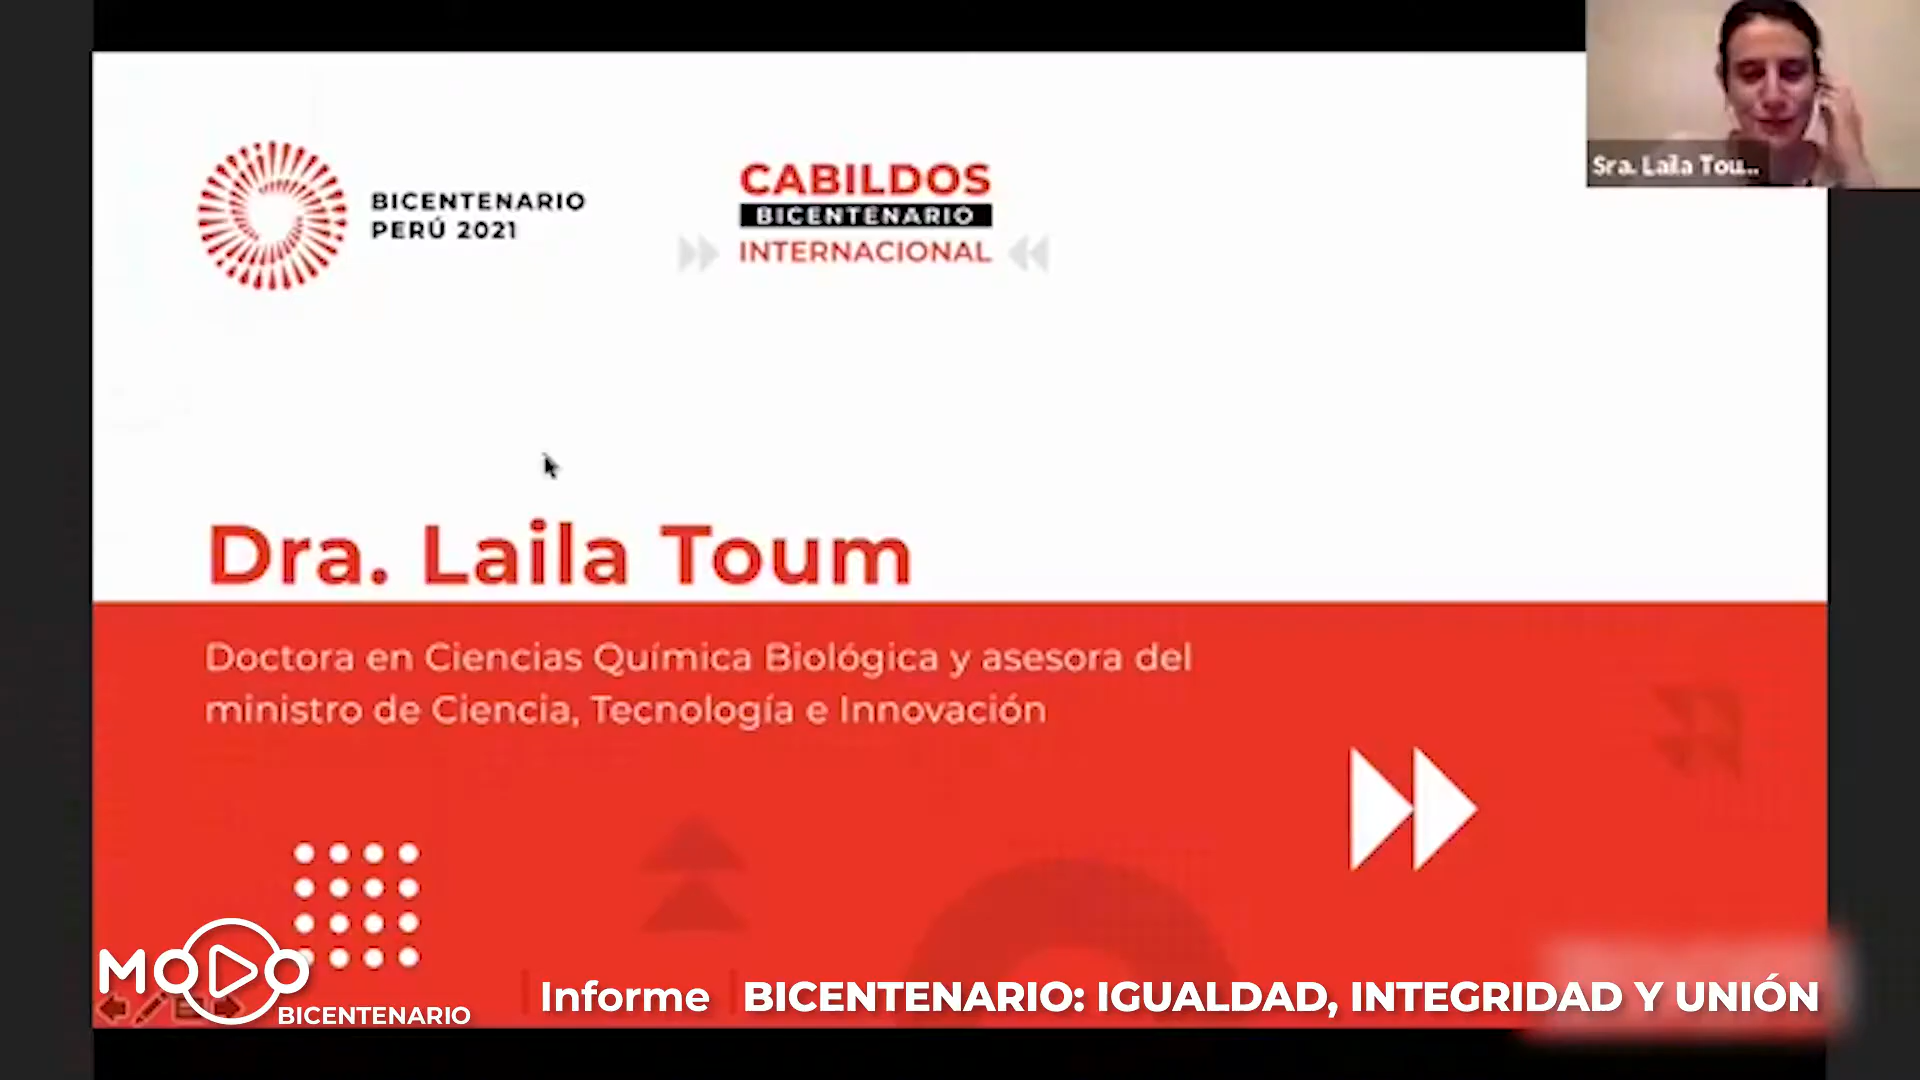 BICENTENARIO
PERÚ 2021
CABILDOS
BICENTENARIO
INTERNACIONAL
Sra. Laila Tou...
Dra. Laila Toum
Doctora en Ciencias Química Biológica y asesora del
ministro de Ciencia, Tecnología e Innovación
MODO
BICENTENARIO
Informe BICENTENARIO: IGUALDAD, INTEGRIDAD Y UNIÓN